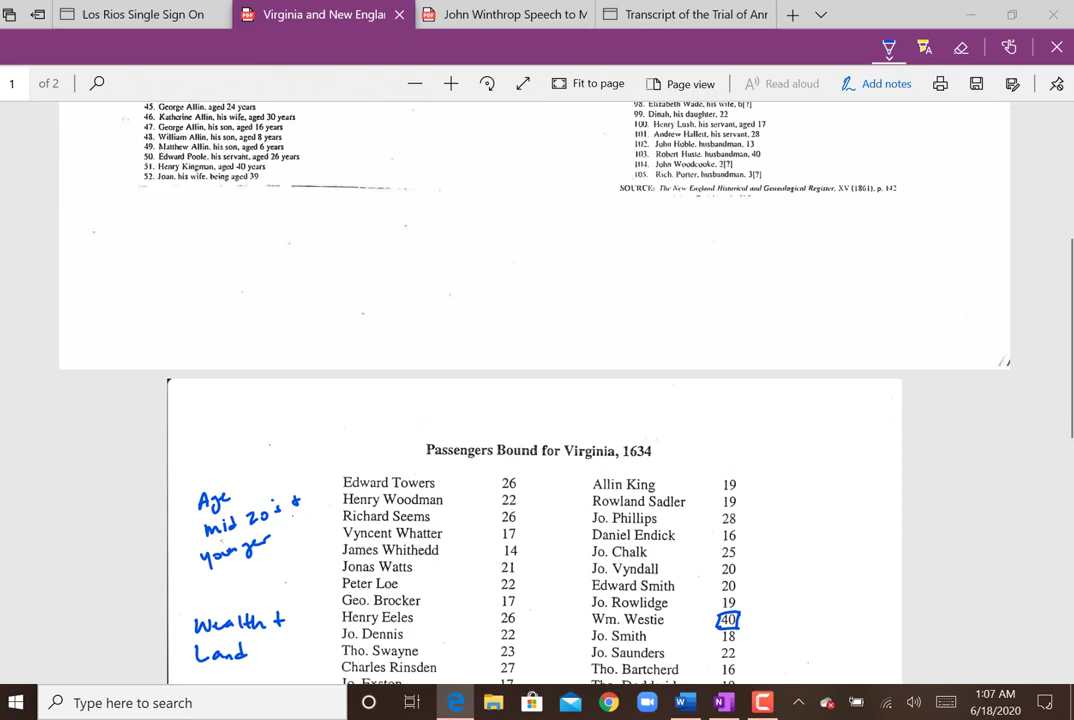 Los Rios Single Sign On
Virginia and New Engla
John Winthrop Speech to M
Transcript of the Trial of Anr
1 of 2
Fit to page
Page view
Read aloud
Add notes
45. George Allin, aged 24 years
46. Katharine Allin, his wife, aged 30 years
47. George Allin, his son, aged 16 years
48. William Allin, his son, aged 8 years
49. Matthew Allin, his son, aged 6 years
50. Edward Poole, his servant, aged 26 years
51. Henry Kingman, aged 40 years
52. Joan, his wife, being aged 39
98. Elizabeth Wade, his wife, 6[?]
99. Dinah, his daughter, 22
100. Henry Lush, his servant, aged 17
101. Andrew Hallett, his servant, 28
102. John Hoble, husbandman, 13
103. Robert Huste, husbandman, 40
104. John Woodcooke, 2[?]
105. Rich. Porter, husbandman, 3[?]
SOURCE: The New England Historical and Genealogical Register, XV (1861), p. 142
Passengers Bound for Virginia, 1634
Age
mid 20's +
younger
Wealth +
Land
Edward Towers 26
Henry Woodman 22
Richard Seems 26
Vyncent Whatter 17
James Whithedd 14
Jonas Watts 21
Peter Loe 22
Geo. Brocker 17
Henry Eeles 26
Jo. Dennis 22
Tho. Swayne 23
Charles Rinsden 27
Jo. Exston 17
Allin King 19
Rowland Sadler 19
Jo. Phillips 28
Daniel Endick 16
Jo. Chalk 25
Jo. Vyndall 20
Edward Smith 20
Jo. Rowlidge 19
Wm. Westie 40
Jo. Smith 18
Jo. Saunders 22
Tho. Bartcherd 16
Type here to search
1:07 AM
6/18/2020